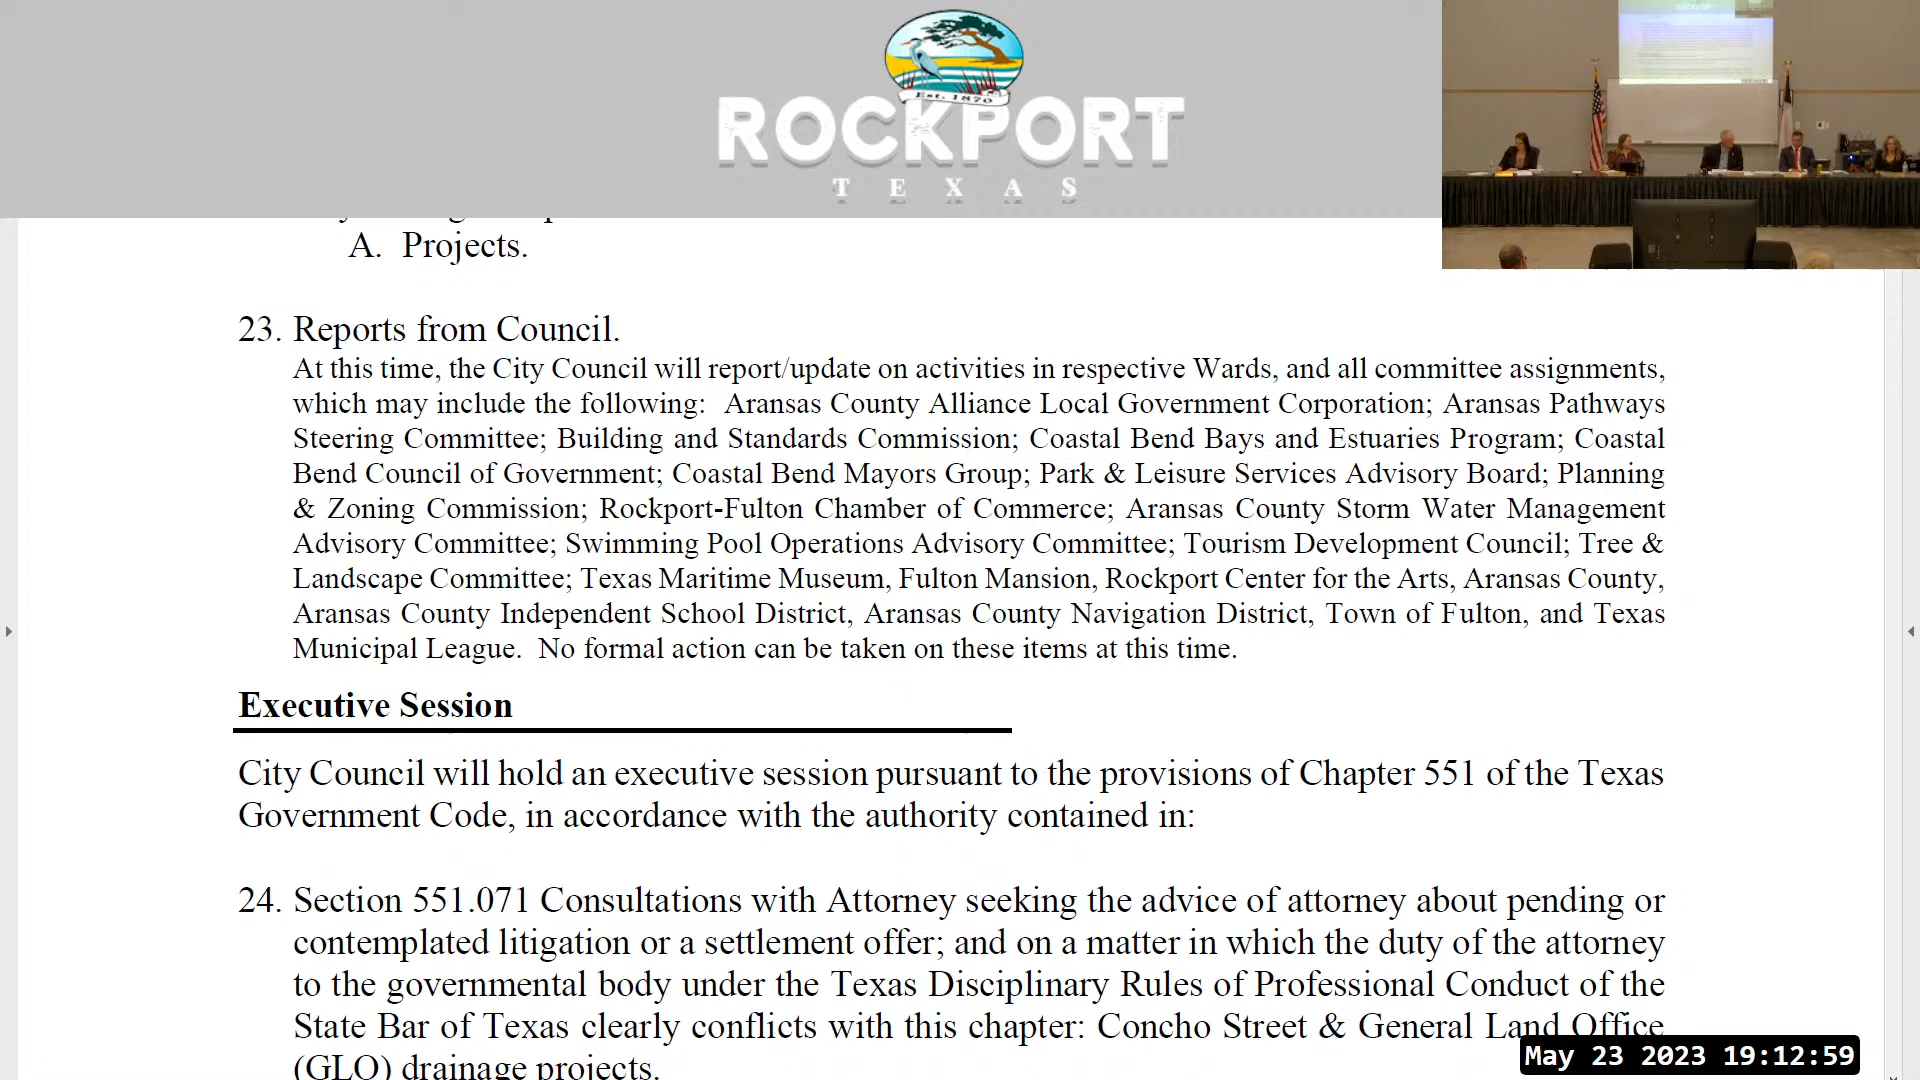 Est. 1870
ROCKPORT
TEXAS
A. Projects.
23. Reports from Council.
At this time, the City Council will report/update on activities in respective Wards, and all committee assignments,
which may include the following: Aransas County Alliance Local Government Corporation; Aransas Pathways
Steering Committee; Building and Standards Commission; Coastal Bend Bays and Estuaries Program; Coastal
Bend Council of Government; Coastal Bend Mayors Group; Park & Leisure Services Advisory Board; Planning
& Zoning Commission; Rockport-Fulton Chamber of Commerce; Aransas County Storm Water Management
Advisory Committee; Swimming Pool Operations Advisory Committee; Tourism Development Council; Tree &
Landscape Committee; Texas Maritime Museum, Fulton Mansion, Rockport Center for the Arts, Aransas County,
Aransas County Independent School District, Aransas County Navigation District, Town of Fulton, and Texas
Municipal League. No formal action can be taken on these items at this time.
Executive Session
City Council will hold an executive session pursuant to the provisions of Chapter 551 of the Texas
Government Code, in accordance with the authority contained in:
24. Section 551.071 Consultations with Attorney seeking the advice of attorney about pending or
contemplated litigation or a settlement offer; and on a matter in which the duty of the attorney
to the governmental body under the Texas Disciplinary Rules of Professional Conduct of the
State Bar of Texas clearly conflicts with this chapter: Concho Street & General Land Office
(GLO) drainage projects.
May 23 2023 19:12:59